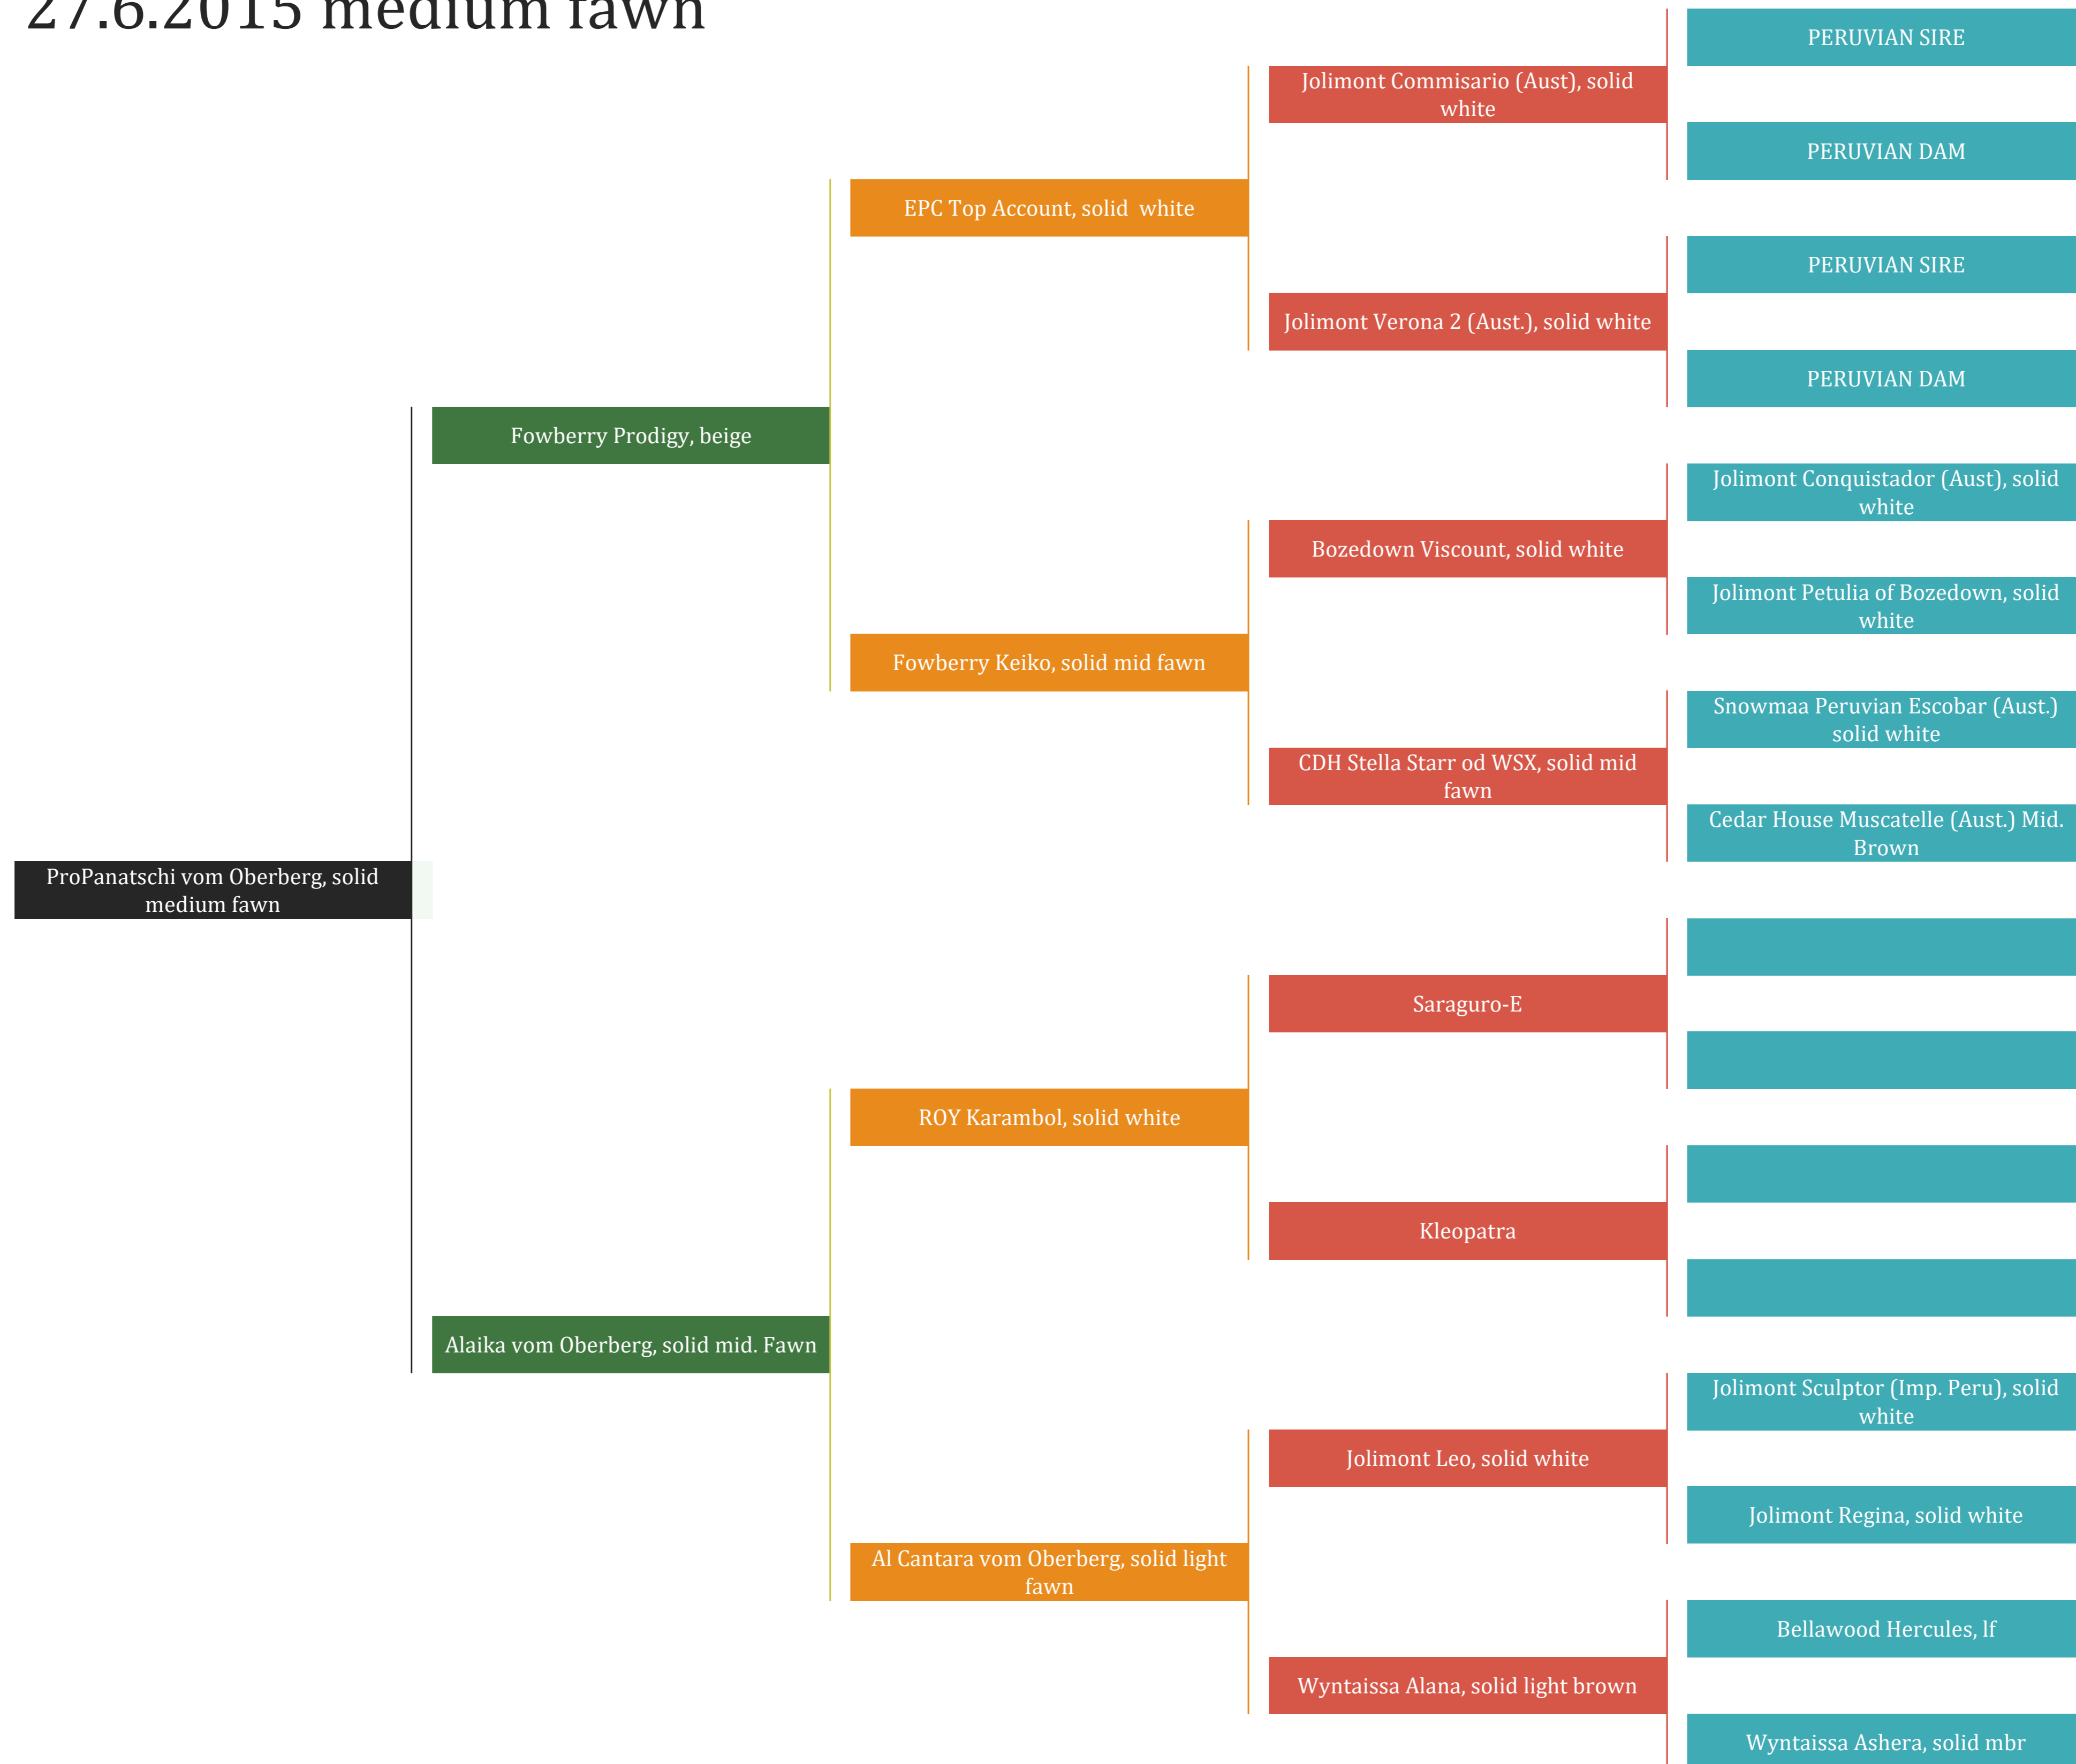 27.6.2015 medium fawn
PERUVIAN SIRE
Jolimont Commisario (Aust), solid
white
PERUVIAN DAM
EPC Top Account, solid  white
PERUVIAN SIRE
Jolimont Verona 2 (Aust.), solid white
PERUVIAN DAM
Fowberry Prodigy, beige
Jolimont Conquistador (Aust), solid
white
Bozedown Viscount, solid white
Jolimont Petulia of Bozedown, solid
white
Fowberry Keiko, solid mid fawn
Snowmaa Peruvian Escobar (Aust.)
solid white
CDH Stella Starr od WSX, solid mid
fawn
Cedar House Muscatelle (Aust.) Mid.
Brown
ProPanatschi vom Oberberg, solid
medium fawn
Saraguro-E
ROY Karambol, solid white
Kleopatra
Alaika vom Oberberg, solid mid. Fawn
Jolimont Sculptor (Imp. Peru), solid
white
Jolimont Leo, solid white
Jolimont Regina, solid white
Al Cantara vom Oberberg, solid light
fawn
Bellawood Hercules, lf
Wyntaissa Alana, solid light brown
Wyntaissa Ashera, solid mbr